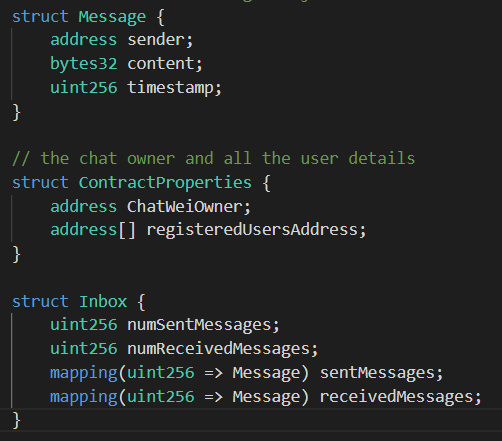 struct Message {
address sender;
bytes32 content;
uint256 timestamp;
}
// the chat owner and all the user details
struct ContractProperties {
address ChatWeiOwner;
address[] registeredUsersAddress;
}
struct Inbox {
uint256 numSentMessages;
uint256 numReceivedMessages;
mapping(uint256 => Message) sentMessages;
mapping(uint256 => Message) receivedMessages;
}